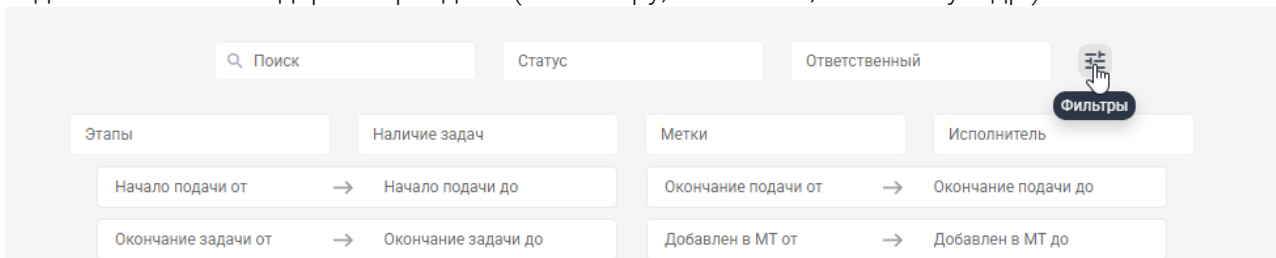 Поиск Статус Ответственный
Фильтры
Этапы Наличие задач Метки Исполнитель
Начало подачи от → Начало подачи до Окончание подачи от → Окончание подачи до
Окончание задачи от → Окончание задачи до Добавлен в МТ от → Добавлен в МТ до